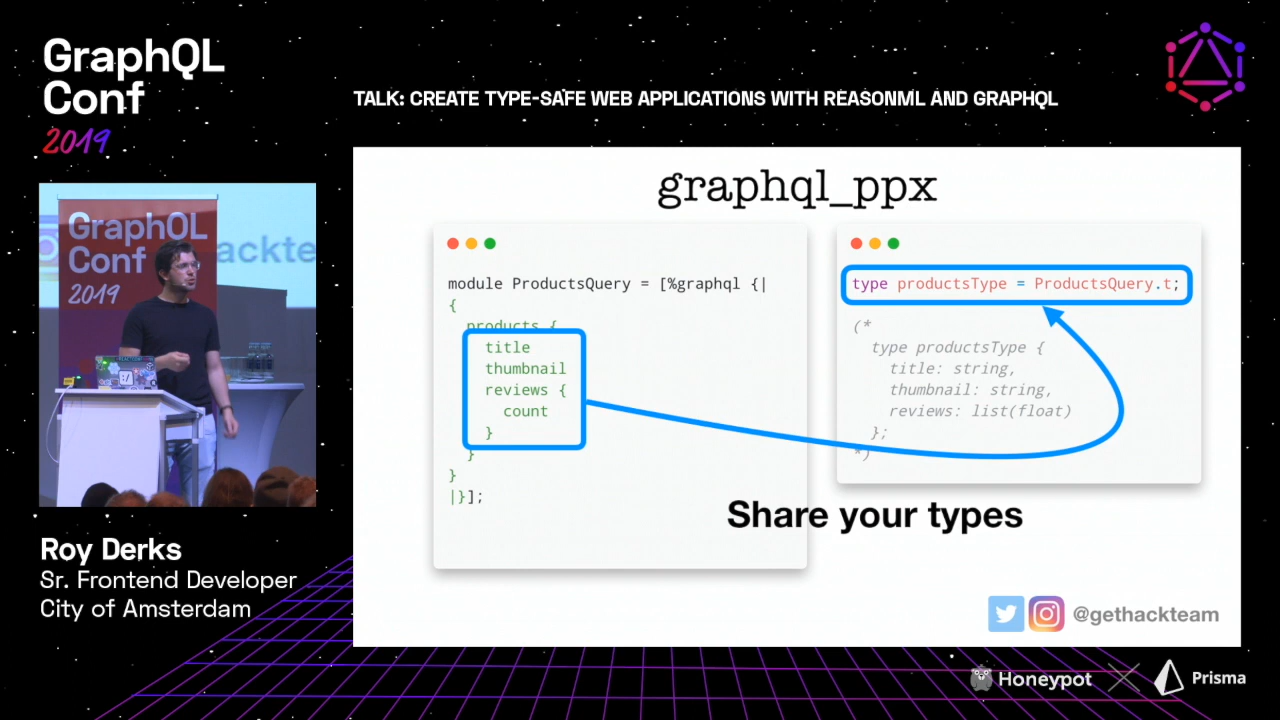 GraphQL
Conf
2019
TALK: CREATE TYPE-SAFE WEB APPLICATIONS WITH REASONML AND GRAPHQL
GraphQL
Conf
2019
hackte
Roy Derks
Sr. Frontend Developer
City of Amsterdam
graphql_ppx
module ProductsQuery = [%graphql {|
{
products {
title
thumbnail
reviews {
count
}
}
}
|}];
type productsType = ProductsQuery.t;
(*
type productsType {
title: string,
thumbnail: string,
reviews: list(float)
};
*)
Share your types
@gethackteam
Honeypot
Prisma